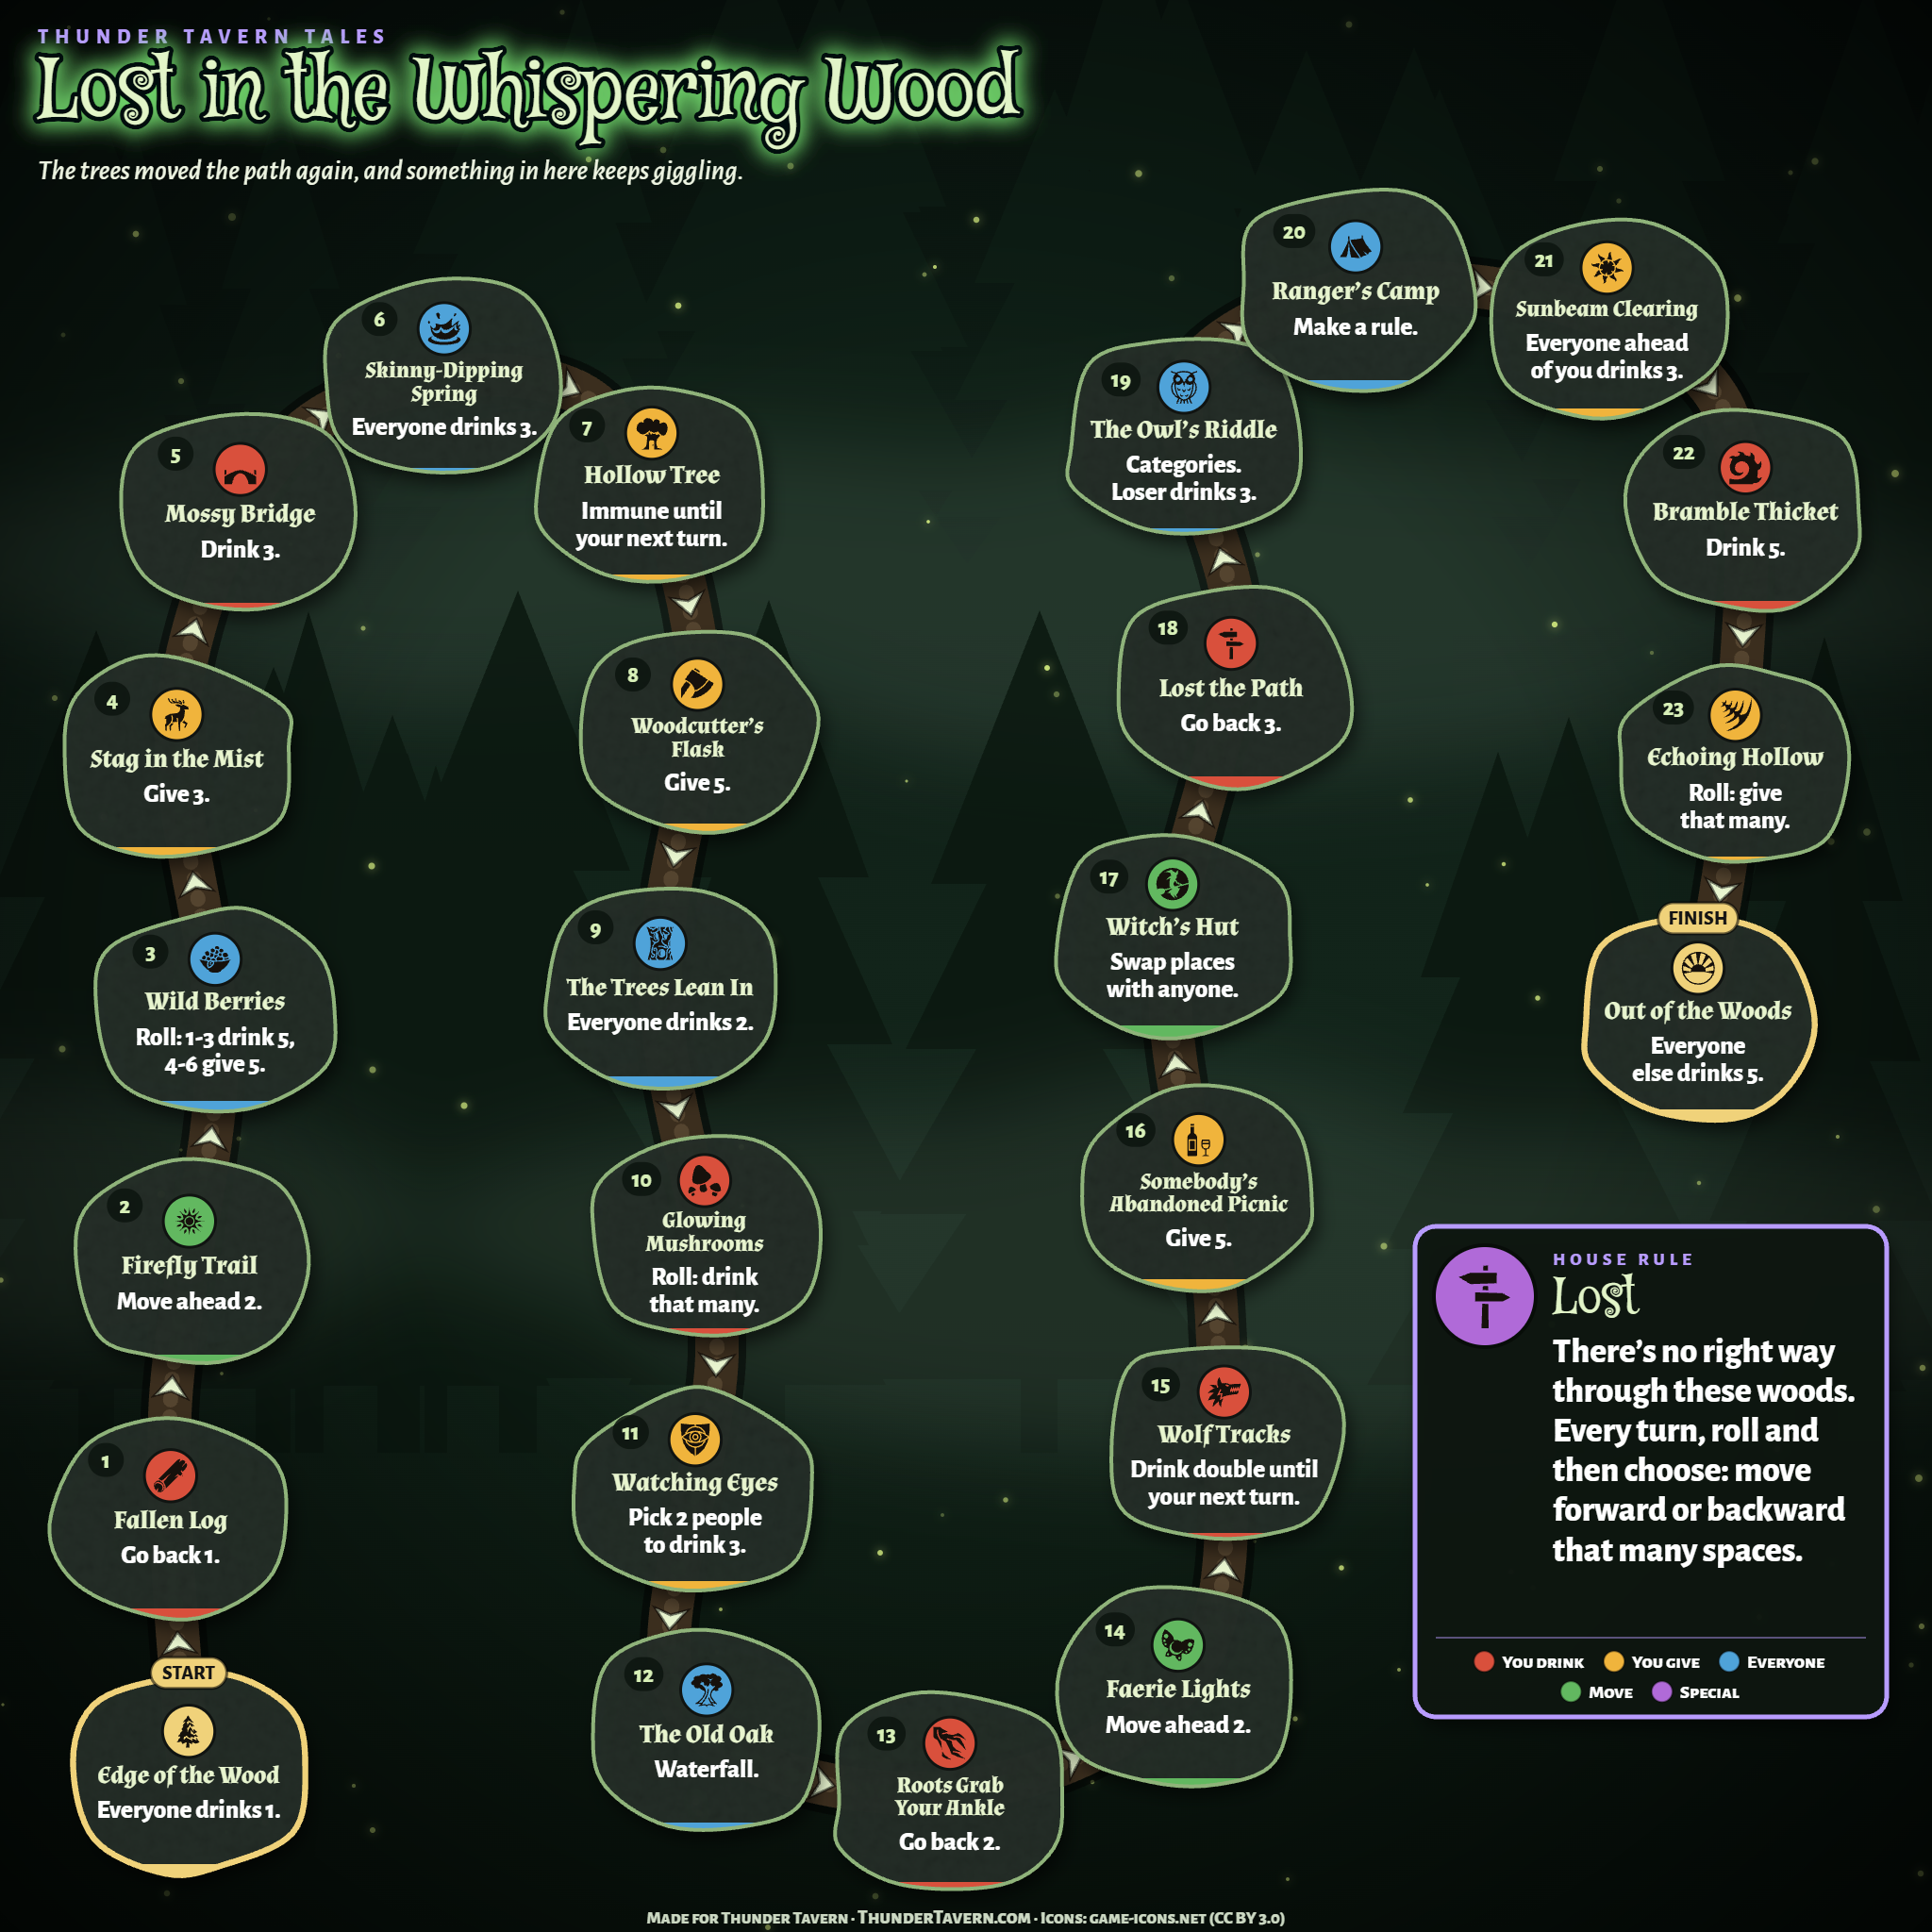 THUNDER TAVERN TALES
Lost in the Whispering Wood
The trees moved the path again, and something in here keeps giggling.
START
Edge of the Wood
Everyone drinks 1.
1
Fallen Log
Go back 1.
2
Firefly Trail
Move ahead 2.
3
Wild Berries
Roll: 1-3 drink 5,
4-6 give 5.
4
Stag in the Mist
Give 3.
5
Mossy Bridge
Drink 3.
6
Skinny-Dipping
Spring
Everyone drinks 3.
7
Hollow Tree
Immune until
your next turn.
8
Woodcutter's
Flask
Give 5.
9
The Trees Lean In
Everyone drinks 2.
10
Glowing
Mushrooms
Roll: drink
that many.
11
Watching Eyes
Pick 2 people
to drink 3.
12
The Old Oak
Waterfall.
13
Roots Grab
Your Ankle
Go back 2.
14
Faerie Lights
Move ahead 2.
15
Wolf Tracks
Drink double until
your next turn.
16
Somebody's
Abandoned Picnic
Give 5.
17
Witch's Hut
Swap places
with anyone.
18
Lost the Path
Go back 3.
19
The Owl's Riddle
Categories.
Loser drinks 3.
20
Ranger's Camp
Make a rule.
21
Sunbeam Clearing
Everyone ahead
of you drinks 3.
22
Bramble Thicket
Drink 5.
23
Echoing Hollow
Roll: give
that many.
FINISH
Out of the Woods
Everyone
else drinks 5.
HOUSE RULE
Lost
There's no right way
through these woods.
Every turn, roll and
then choose: move
forward or backward
that many spaces.
You drink You give Everyone
Move Special
Made for Thunder Tavern · ThunderTavern.com · Icons: game-icons.net (CC BY 3.0)